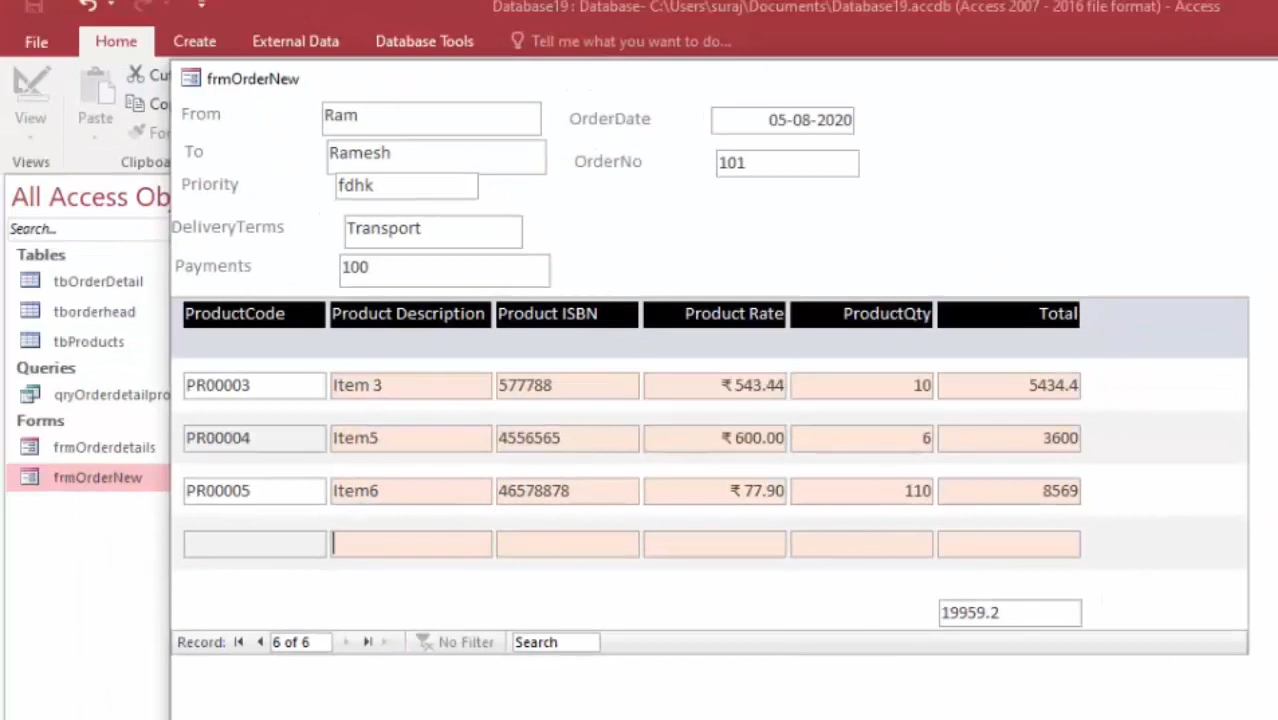 Database19 : Database- C:\Users\suraj\Documents\Database19.accdb (Access 2007 - 2016 file format) - Access
File Home Create External Data Database Tools Tell me what you want to do...
View
Views
Paste
Cu
Co
For
Clipboa
frmOrderNew
From Ram OrderDate 05-08-2020
To Ramesh OrderNo 101
Priority fdhk
DeliveryTerms Transport
Payments 100
All Access Ob
Search...
Tables
tbOrderDetail
tborderhead
tbProducts
Queries
qryOrderdetailpro
Forms
frmOrderdetails
frmOrderNew
ProductCode Product Description Product ISBN Product Rate ProductQty Total
PR00003 Item 3 577788 ₹ 543.44 10 5434.4
PR00004 Item5 4556565 ₹ 600.00 6 3600
PR00005 Item6 46578878 ₹ 77.90 110 8569
19959.2
Record: 6 of 6 No Filter Search